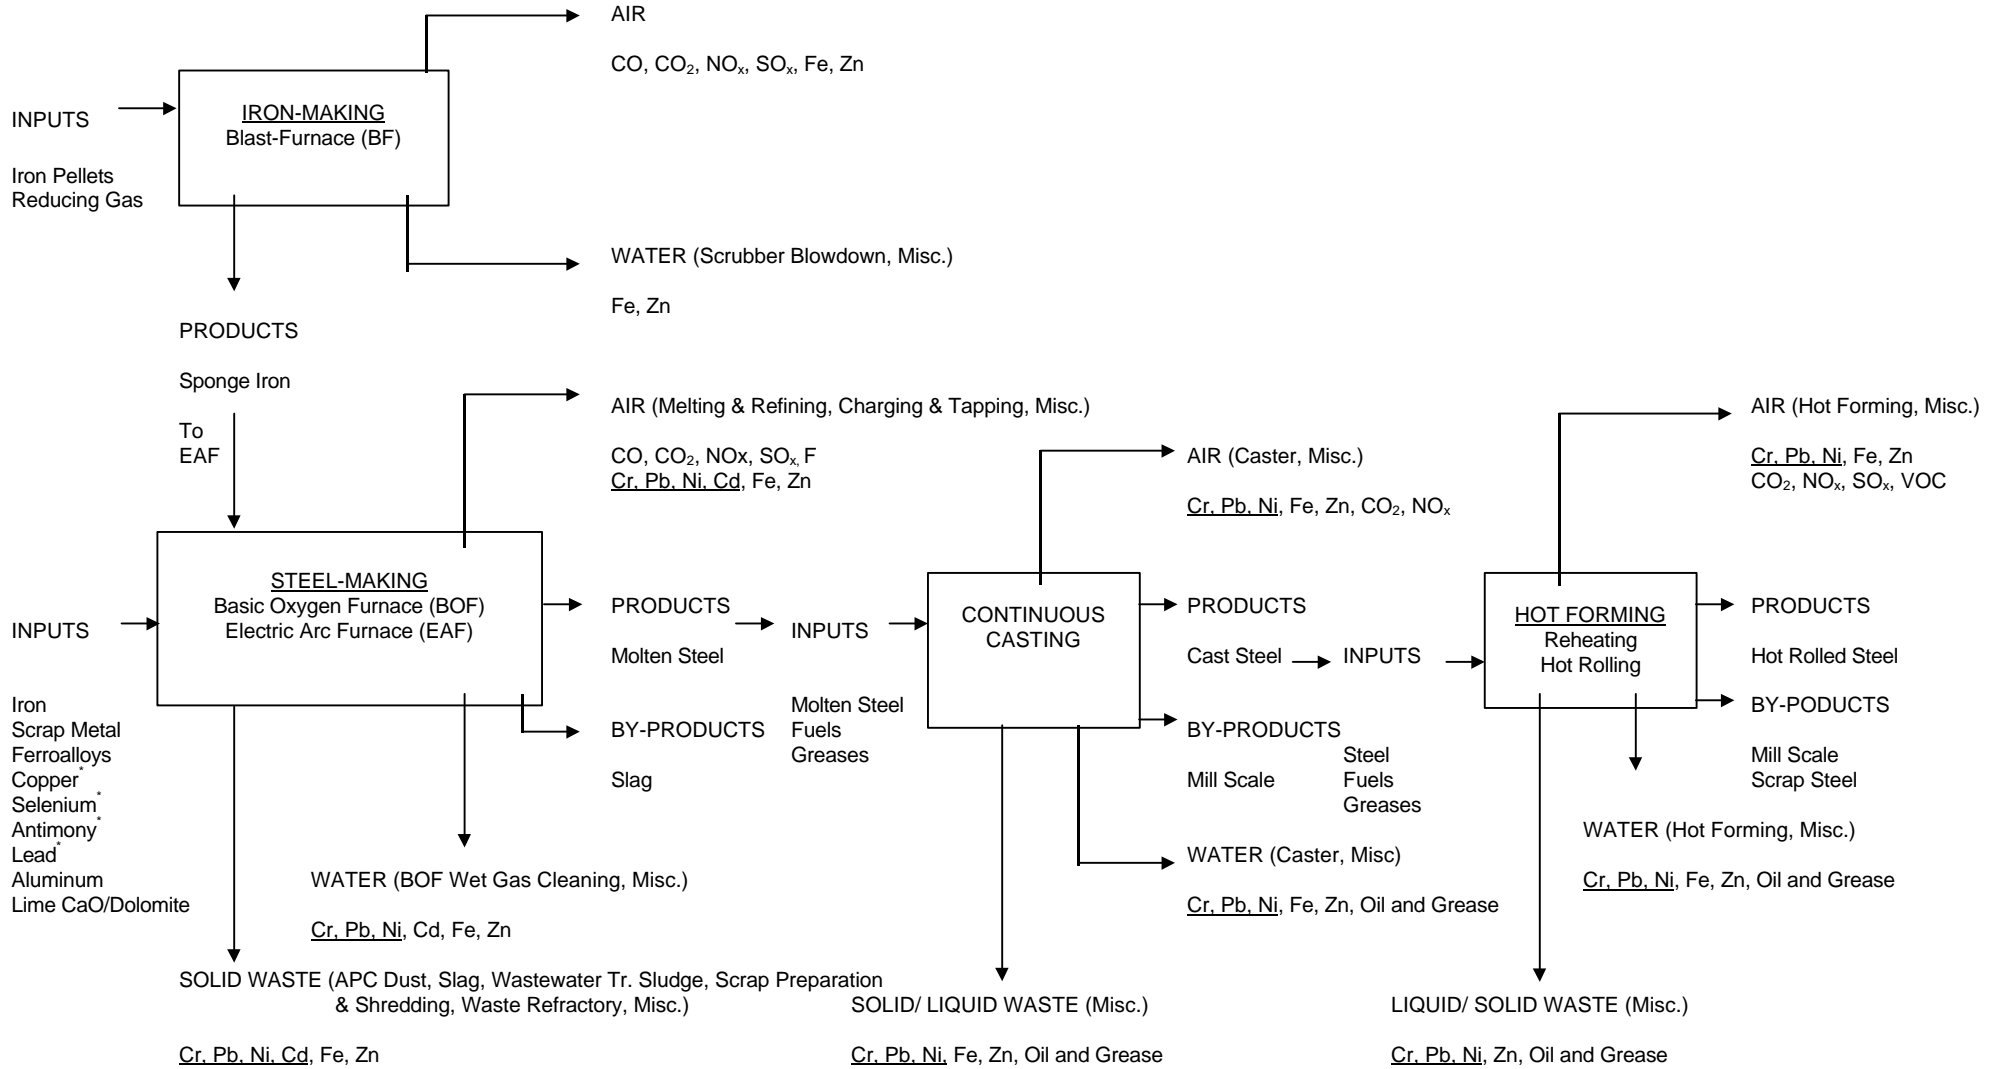 AIR
CO, CO₂, NOₓ, SOₓ, Fe, Zn
INPUTS
Iron Pellets
Reducing Gas
IRON-MAKING
Blast-Furnace (BF)
WATER (Scrubber Blowdown, Misc.)
Fe, Zn
PRODUCTS
Sponge Iron
To
EAF
AIR (Melting & Refining, Charging & Tapping, Misc.)
CO, CO₂, NOx, SOₓ, F
Cr, Pb, Ni, Cd, Fe, Zn
INPUTS
Iron
Scrap Metal
Ferroalloys
Copper*
Selenium*
Antimony*
Lead*
Aluminum
Lime CaO/Dolomite
STEEL-MAKING
Basic Oxygen Furnace (BOF)
Electric Arc Furnace (EAF)
PRODUCTS
Molten Steel
BY-PRODUCTS
Slag
WATER (BOF Wet Gas Cleaning, Misc.)
Cr, Pb, Ni, Cd, Fe, Zn
SOLID WASTE (APC Dust, Slag, Wastewater Tr. Sludge, Scrap Preparation
& Shredding, Waste Refractory, Misc.)
Cr, Pb, Ni, Cd, Fe, Zn
INPUTS
Molten Steel
Fuels
Greases
AIR (Caster, Misc.)
Cr, Pb, Ni, Fe, Zn, CO₂, NOₓ
CONTINUOUS
CASTING
PRODUCTS
Cast Steel
BY-PRODUCTS
Mill Scale
WATER (Caster, Misc)
Cr, Pb, Ni, Fe, Zn, Oil and Grease
SOLID/ LIQUID WASTE (Misc.)
Cr, Pb, Ni, Fe, Zn, Oil and Grease
INPUTS
Steel
Fuels
Greases
AIR (Hot Forming, Misc.)
Cr, Pb, Ni, Fe, Zn
CO₂, NOₓ, SOₓ, VOC
HOT FORMING
Reheating
Hot Rolling
PRODUCTS
Hot Rolled Steel
BY-PODUCTS
Mill Scale
Scrap Steel
WATER (Hot Forming, Misc.)
Cr, Pb, Ni, Fe, Zn, Oil and Grease
LIQUID/ SOLID WASTE (Misc.)
Cr, Pb, Ni, Zn, Oil and Grease